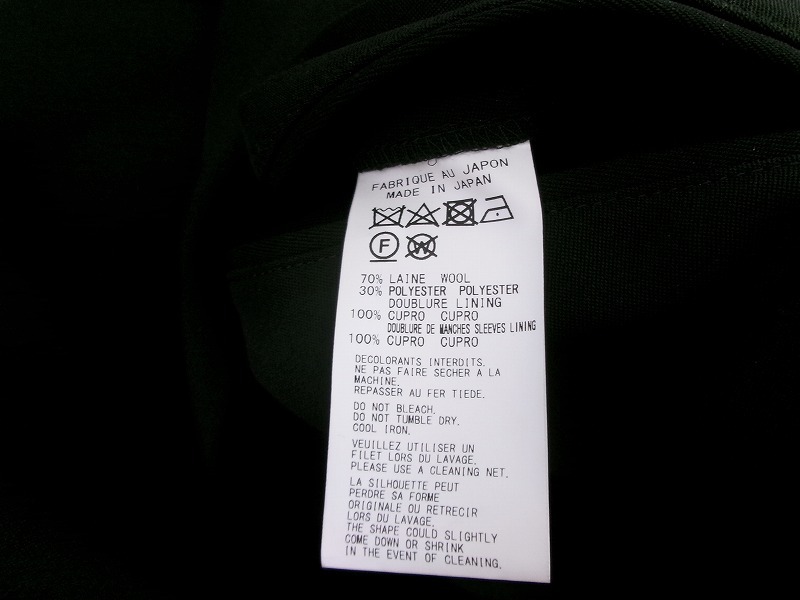 FABRIQUE AU JAPON
MADE IN JAPAN
F W
70% LAINE WOOL
30% POLYESTER POLYESTER
DOUBLURE LINING
100% CUPRO CUPRO
DOUBLURE DE MANCHES SLEEVES LINING
100% CUPRO CUPRO
DECOLORANTS INTERDITS.
NE PAS FAIRE SECHER A LA
MACHINE.
REPASSER AU FER TIEDE.
DO NOT BLEACH.
DO NOT TUMBLE DRY.
COOL IRON.
VEUILLEZ UTILISER UN
FILET LORS DU LAVAGE.
PLEASE USE A CLEANING NET.
LA SILHOUETTE PEUT
PERDRE SA FORME
ORIGINALE OU RETRECIR
LORS DU LAVAGE.
THE SHAPE COULD SLIGHTLY
COME DOWN OR SHRINK
IN THE EVENT OF CLEANING.